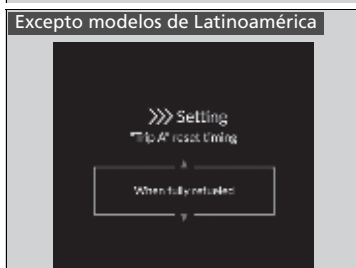 Excepto modelos de Latinoamérica
Setting
"Trip A" reset timing
When fully refueled